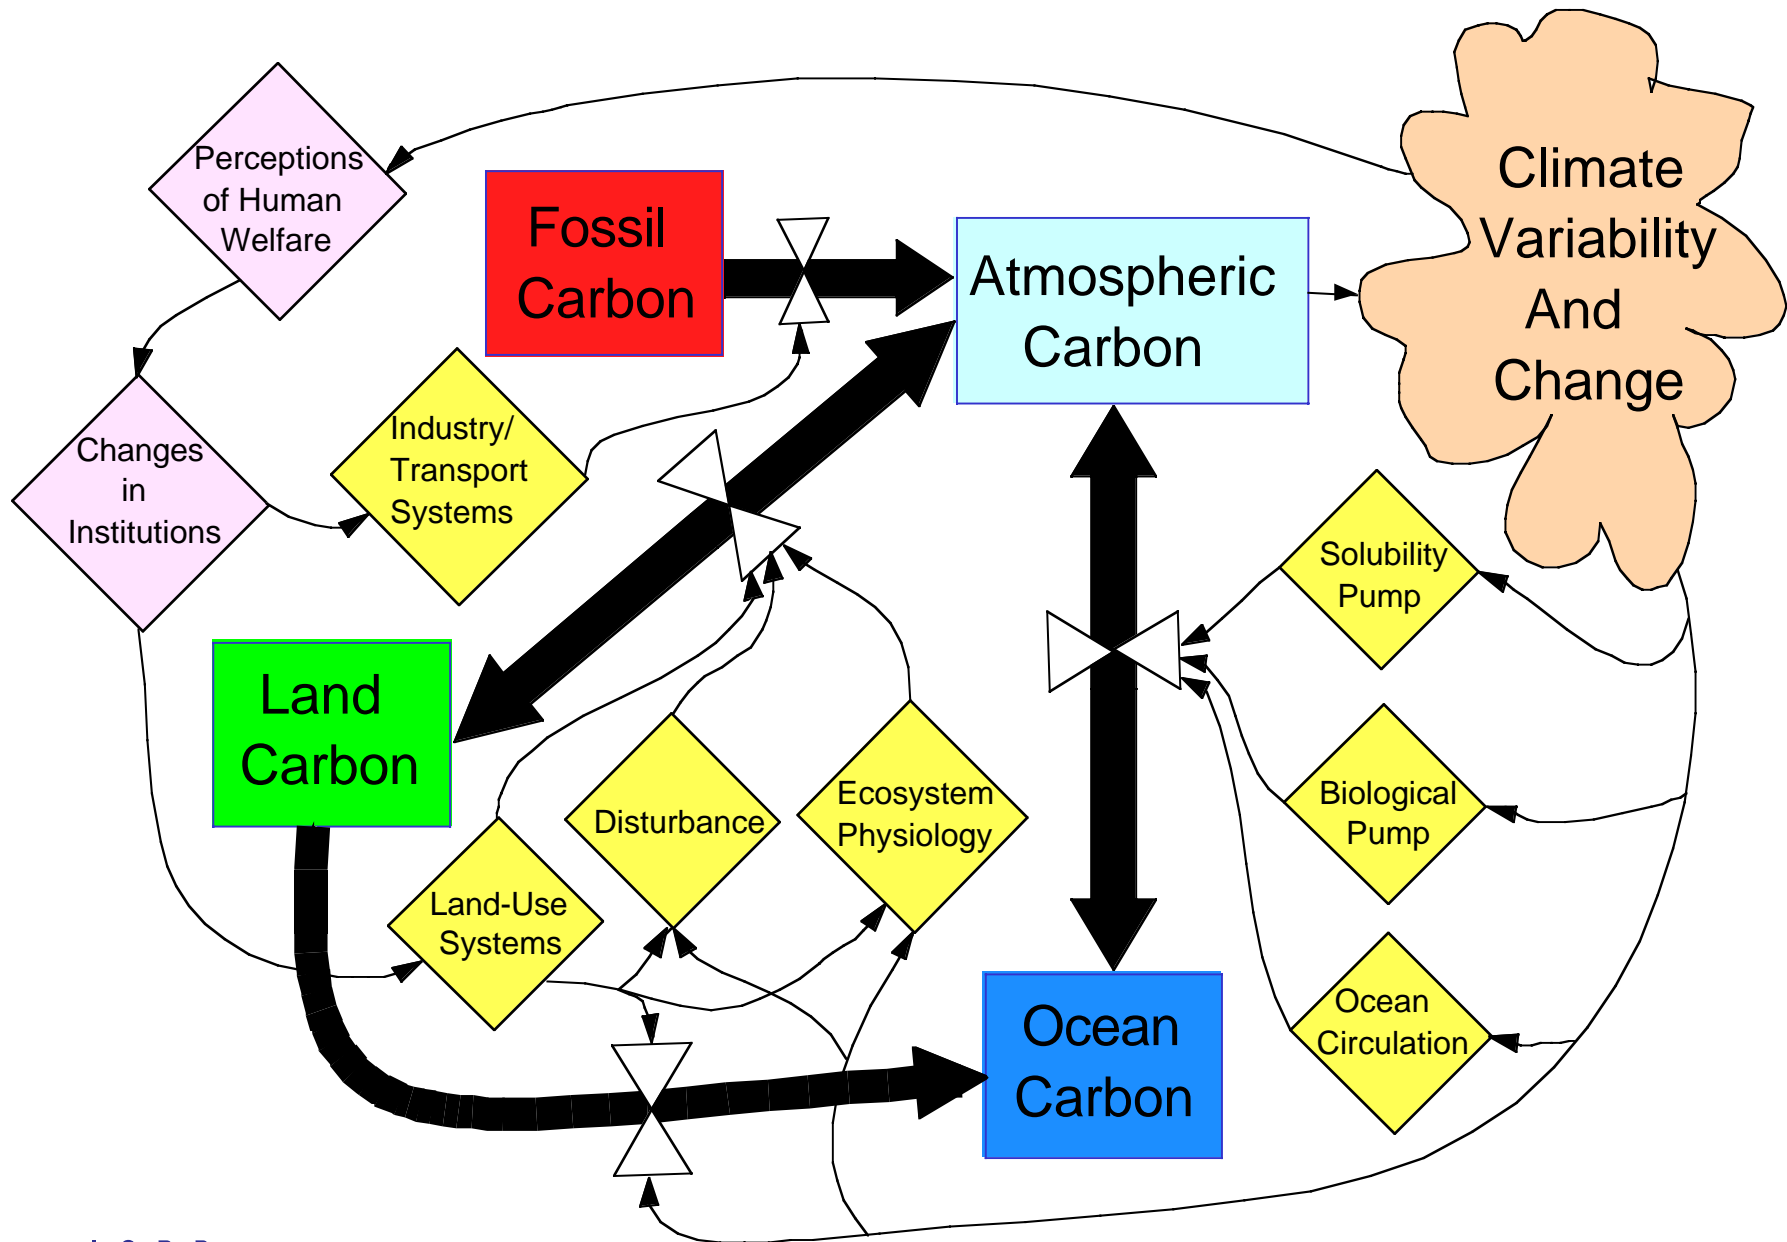 Perceptions
of Human
Welfare
Fossil
Carbon
Atmospheric
Carbon
Climate
Variability
And
Change
Changes
in
Institutions
Industry/
Transport
Systems
Solubility
Pump
Land
Carbon
Disturbance
Ecosystem
Physiology
Biological
Pump
Land-Use
Systems
Ocean
Carbon
Ocean
Circulation